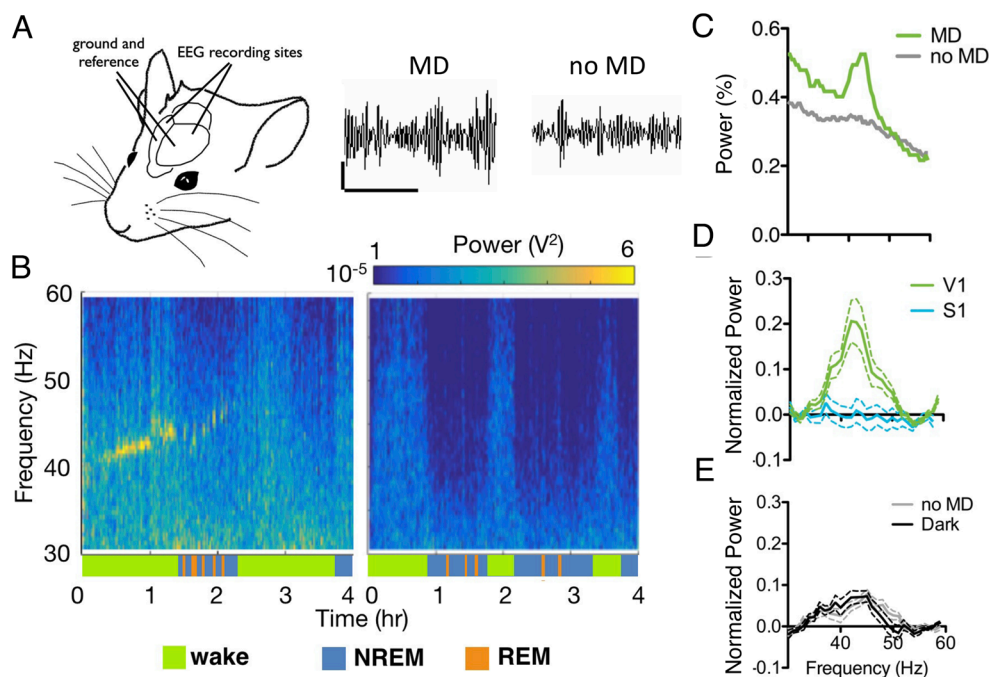 A
ground and
reference
EEG recording sites
MD
no MD
C
0.6
0.4
0.2
0.0
Power (%)
MD
no MD
B
1
Power (V²)
6
10⁻⁵
60
50
40
30
Frequency (Hz)
0
1
2
3
4
0
1
2
3
4
Time (hr)
wake
NREM
REM
D
0.3
0.2
0.1
0.0
-0.1
Normalized Power
V1
S1
E
0.3
0.2
0.1
0.0
-0.1
Normalized Power
no MD
Dark
40
50
60
Frequency (Hz)